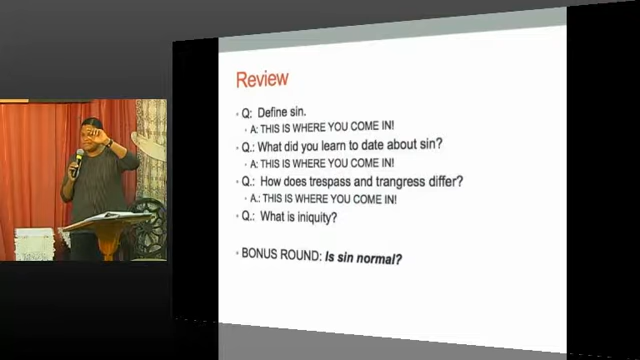 Review
• Q: Define sin.
• A: THIS IS WHERE YOU COME IN!
• Q.: What did you learn to date about sin?
• A: THIS IS WHERE YOU COME IN!
• Q.: How does trespass and trangress differ?
• A.: THIS IS WHERE YOU COME IN!
• Q.: What is iniquity?
• BONUS ROUND: Is sin normal?